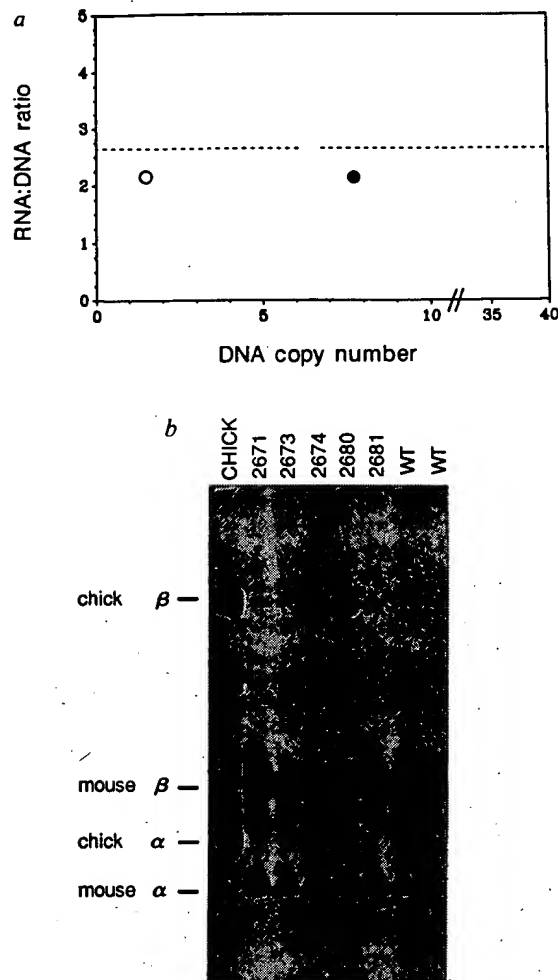 a
5
4
3
2
1
0
RNA:DNA ratio
0 5 10 35 40
DNA copy number
b
CHICK 2671 2673 2674 2680 2681 WT WT
chick β
mouse β
chick α
mouse α